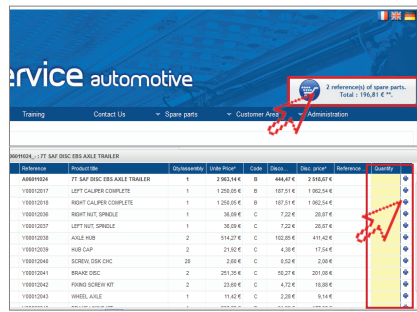 ervice automotive
2 reference(s) of spare parts.
Total : 196,81 € **.
Training Contact Us Spare parts Customer Area Administration
00011024_- : 7T SAF DISC EBS AXLE TRAILER
Reference Product title Qty/assembly Unite Price* Code Disco... Disc. price* Reference Quantity
A00011024 7T SAF DISC EBS AXLE TRAILER 1 2 963,14 € B 444,47 € 2 518,67 €
Y00012017 LEFT CALIPER COMPLETE 1 1 250,05 € B 187,51 € 1 062,54 €
Y00012018 RIGHT CALIPER COMPLETE 1 1 250,05 € B 187,51 € 1 062,54 €
Y00012036 RIGHT NUT, SPINDLE 1 36,09 € C 7,22 € 28,87 €
Y00012037 LEFT NUT, SPINDLE 1 36,09 € C 7,22 € 28,87 €
Y00012038 AXLE HUB 2 514,27 € C 102,85 € 411,42 €
Y00012039 HUB CAP 2 21,92 € C 4,38 € 17,54 €
Y00012040 SCREW, DISK CHC 20 2,60 € C 0,52 € 2,08 €
Y00012041 BRAKE DISC 2 251,35 € C 50,27 € 201,08 €
Y00012042 FIXING SCREW KIT 2 23,60 € C 4,72 € 18,88 €
Y00012043 WHEEL AXLE 1 11,42 € C 2,28 € 9,14 €